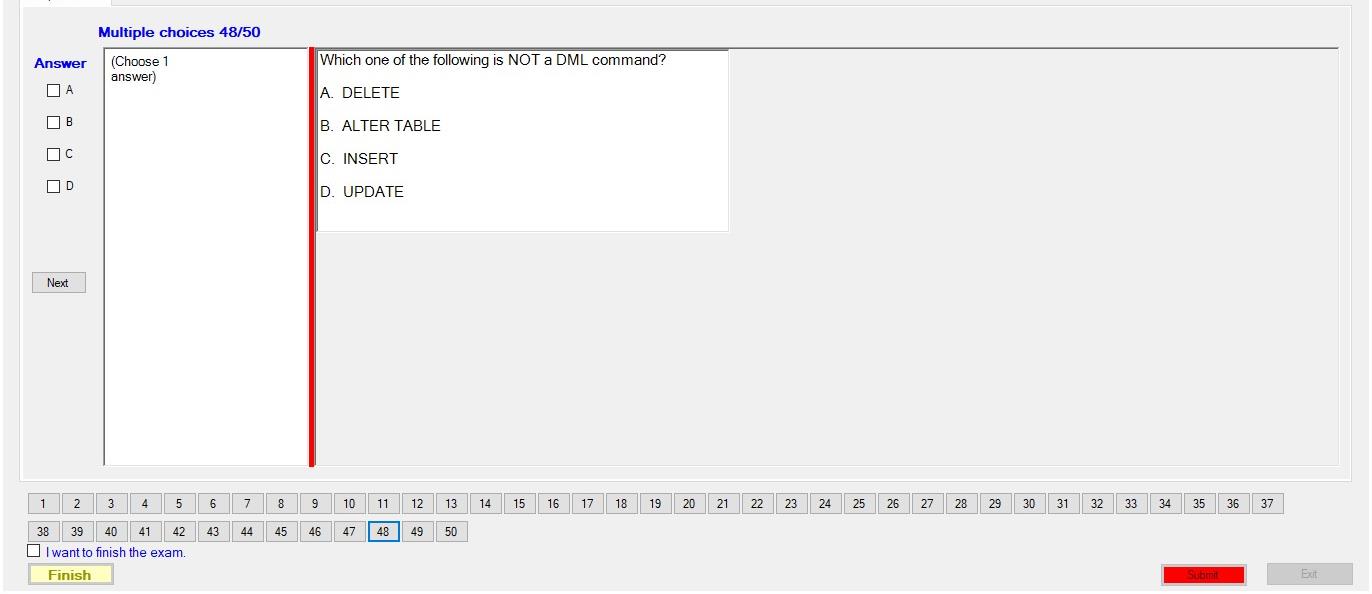 Multiple choices 48/50
Answer
(Choose 1
answer)
A
B
C
D
Next
Which one of the following is NOT a DML command?
A. DELETE
B. ALTER TABLE
C. INSERT
D. UPDATE
1 2 3 4 5 6 7 8 9 10 11 12 13 14 15 16 17 18 19 20 21 22 23 24 25 26 27 28 29 30 31 32 33 34 35 36 37
38 39 40 41 42 43 44 45 46 47 48 49 50
I want to finish the exam.
Finish
Submit
Exit